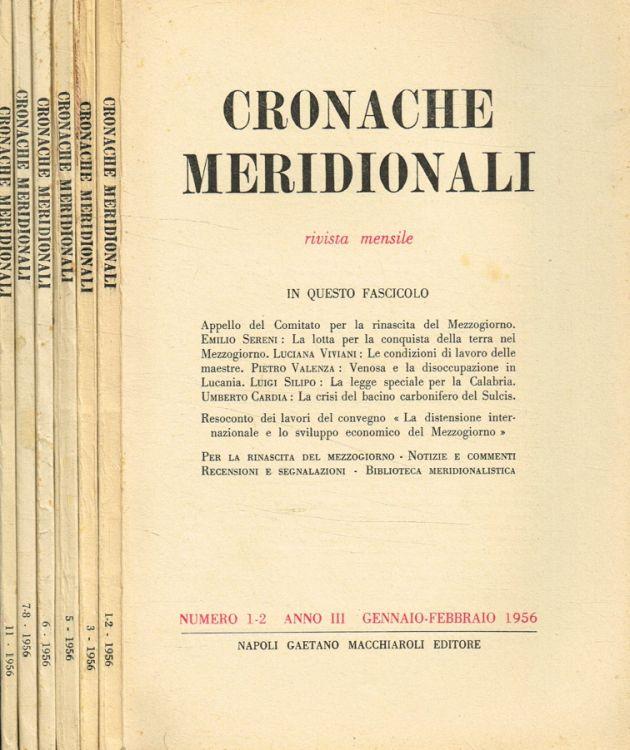 CRONACHE MERIDIONALI
11 - 1956
CRONACHE MERIDIONALI
7-8 - 1956
CRONACHE MERIDIONALI
6 - 1956
CRONACHE MERIDIONALI
5 - 1956
CRONACHE MERIDIONALI
3 - 1956
CRONACHE MERIDIONALI
1-2 - 1956
CRONACHE
MERIDIONALI
rivista mensile
IN QUESTO FASCICOLO
Appello del Comitato per la rinascita del Mezzogiorno.
EMILIO SERENI : La lotta per la conquista della terra nel
Mezzogiorno. LUCIANA VIVIANI : Le condizioni di lavoro delle
maestre. PIETRO VALENZA : Venosa e la disoccupazione in
Lucania. LUIGI SILIPO : La legge speciale per la Calabria.
UMBERTO CARDIA : La crisi del bacino carbonifero del Sulcis.
Resoconto dei lavori del convegno « La distensione inter-
nazionale e lo sviluppo economico del Mezzogiorno »
PER LA RINASCITA DEL MEZZOGIORNO - NOTIZIE E COMMENTI
RECENSIONI E SEGNALAZIONI - BIBLIOTECA MERIDIONALISTICA
NUMERO 1-2 ANNO III GENNAIO-FEBBRAIO 1956
NAPOLI GAETANO MACCHIAROLI EDITORE